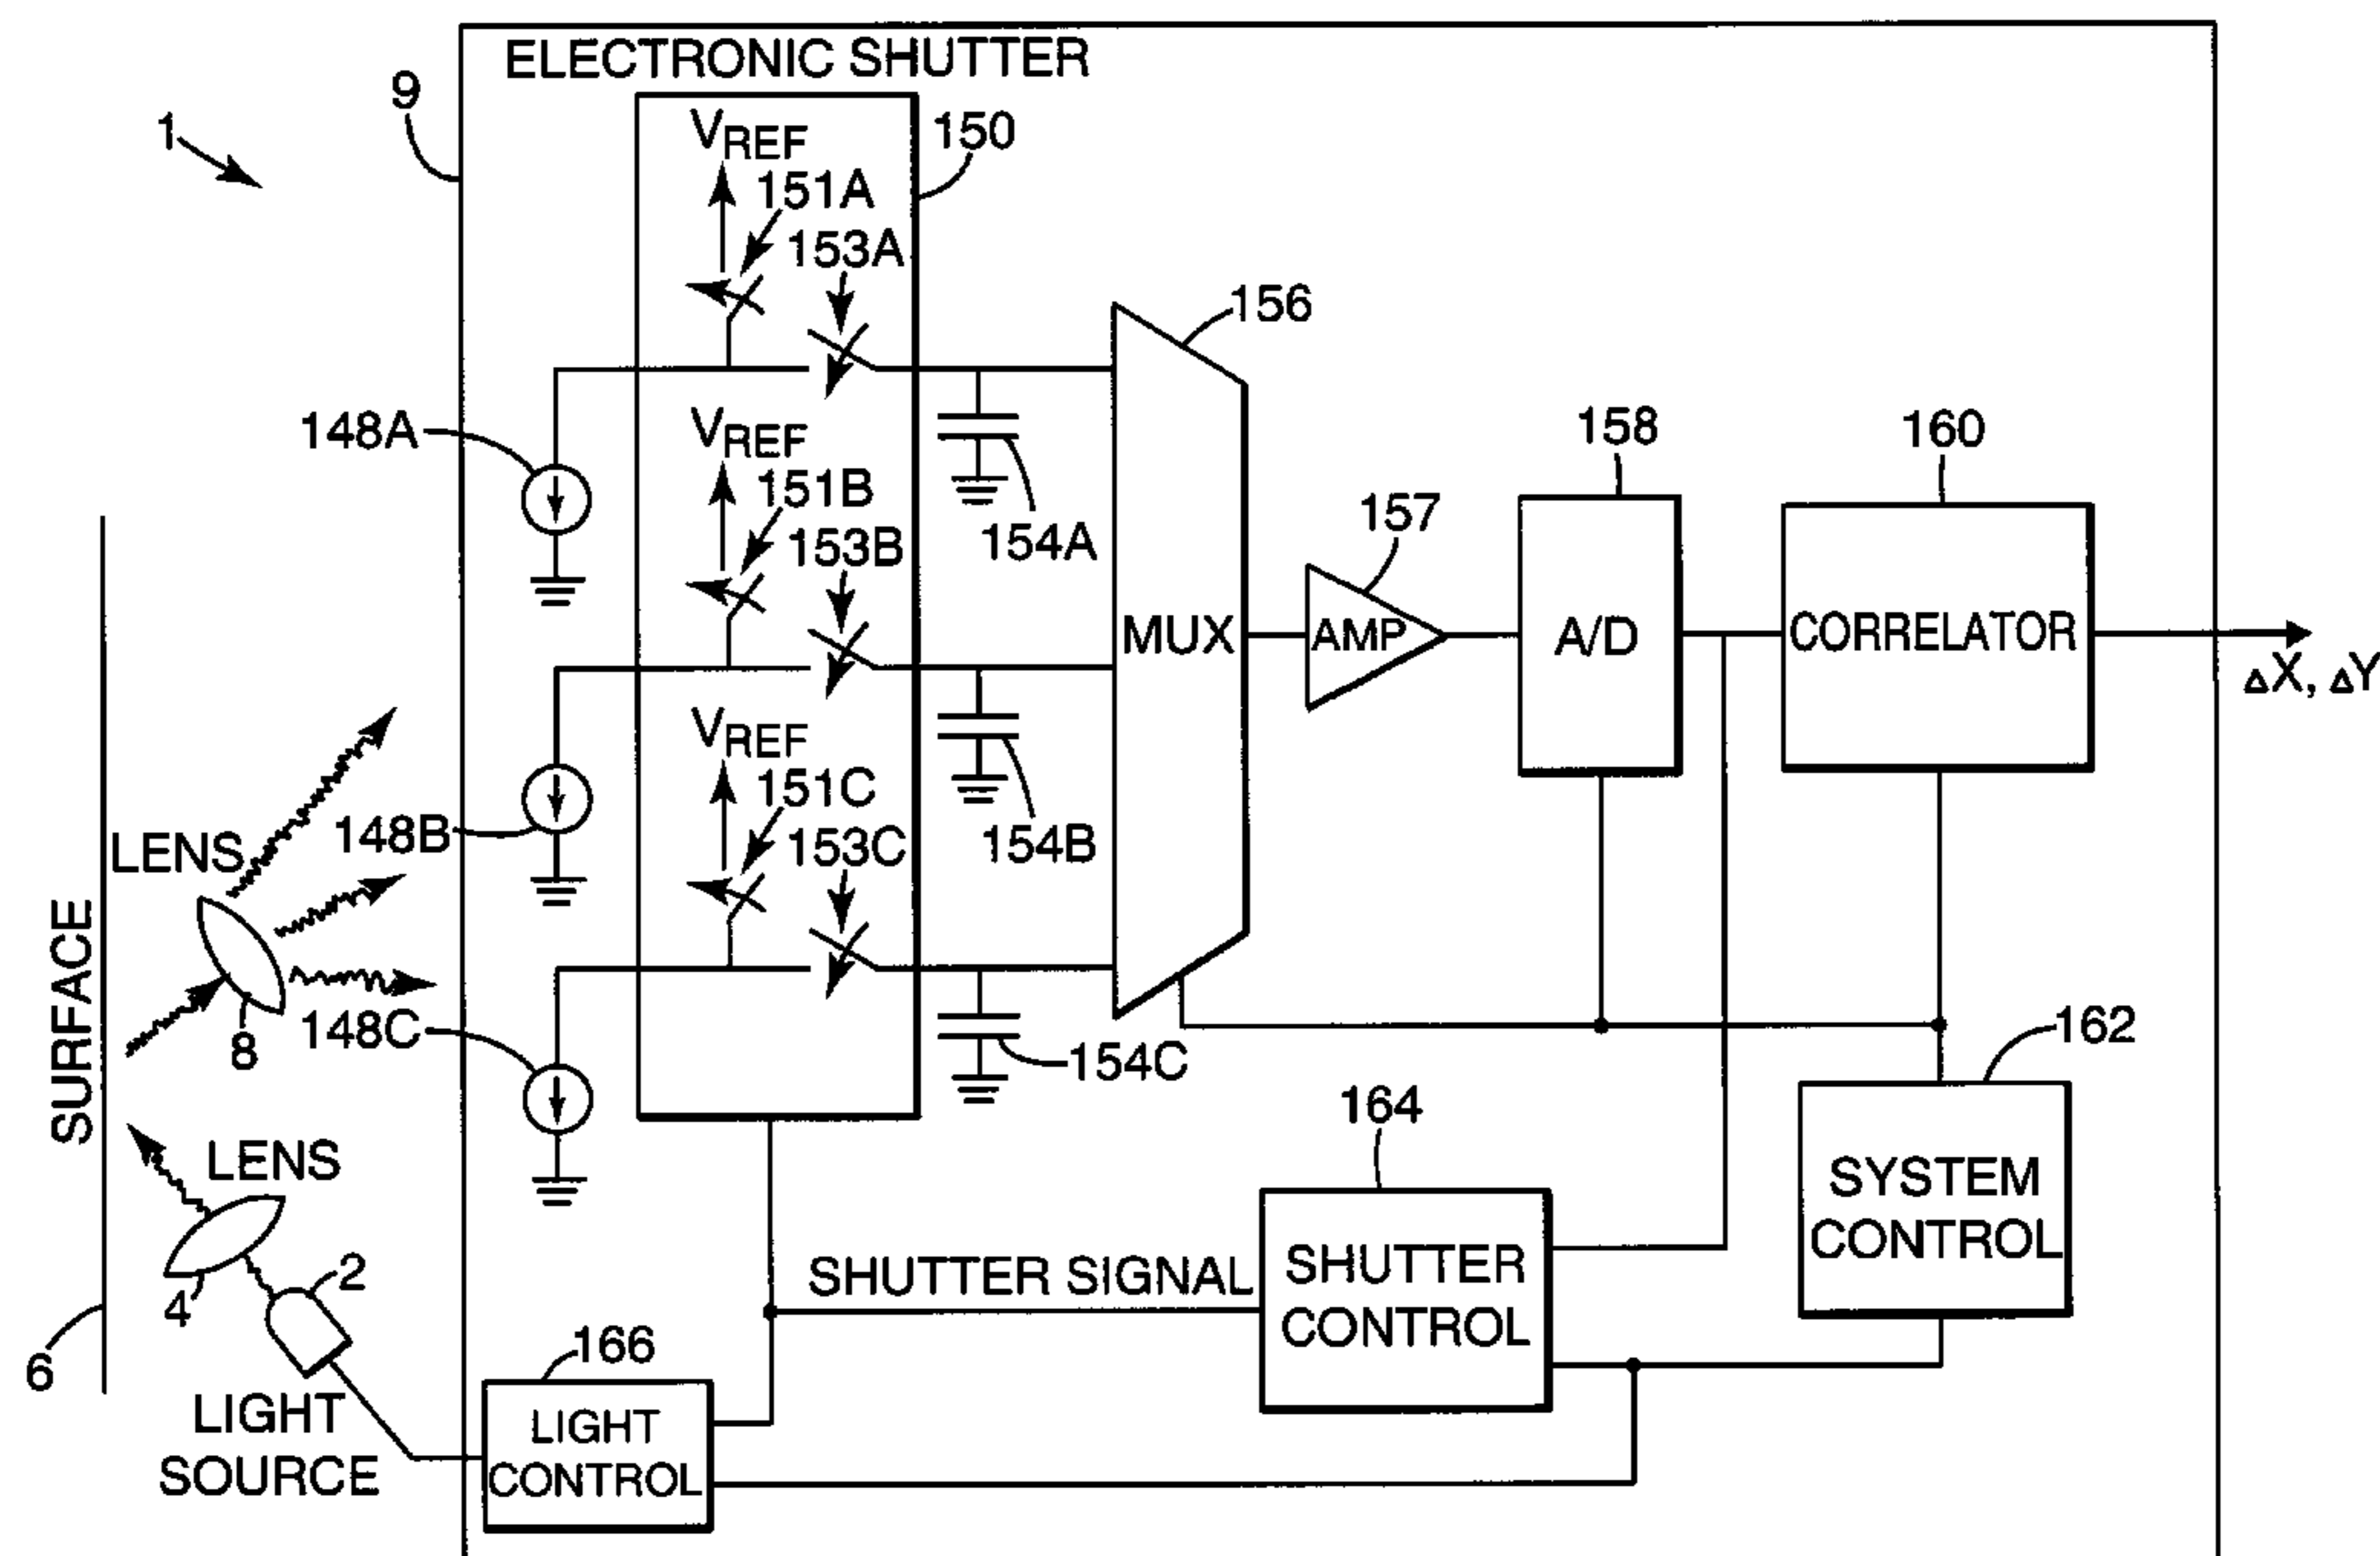 ELECTRONIC SHUTTER
9
1
VREF
150
151A
153A
156
148A
154A
VREF
151B
153B
157
158
160
MUX
AMP
A/D
CORRELATOR
ΔX, ΔY
148B
154B
VREF
151C
153C
LENS
SURFACE
8
148C
154C
162
164
SYSTEM
CONTROL
LENS
4
2
6
SHUTTER SIGNAL
SHUTTER
CONTROL
166
LIGHT
SOURCE
LIGHT
CONTROL